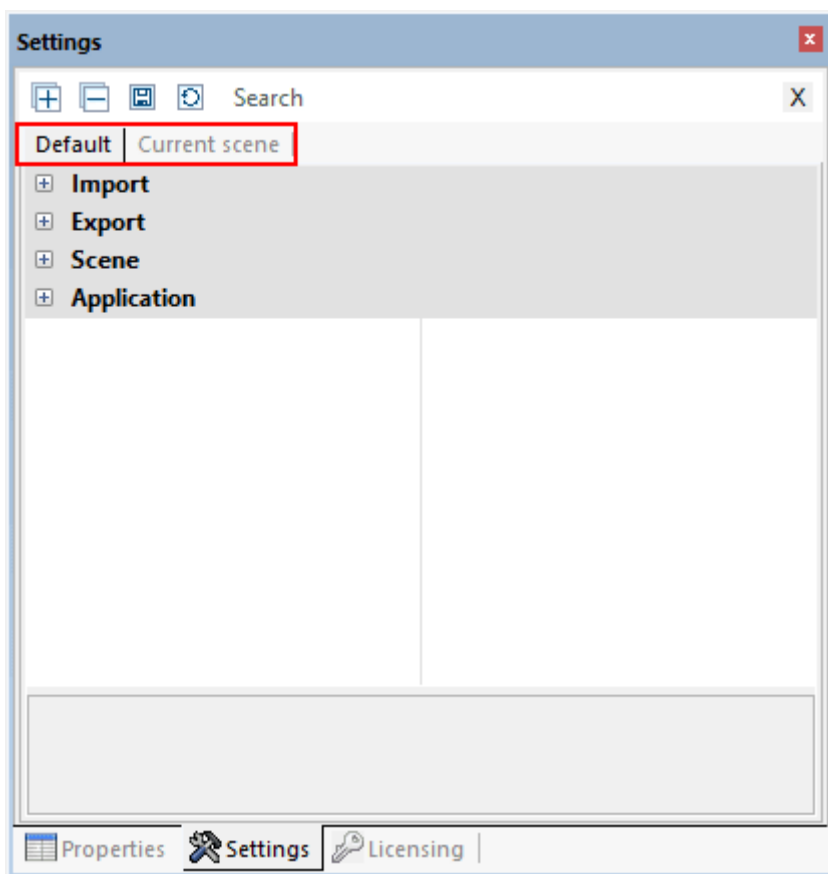 Settings
Search X
Default Current scene
Import
Export
Scene
Application
Properties Settings Licensing